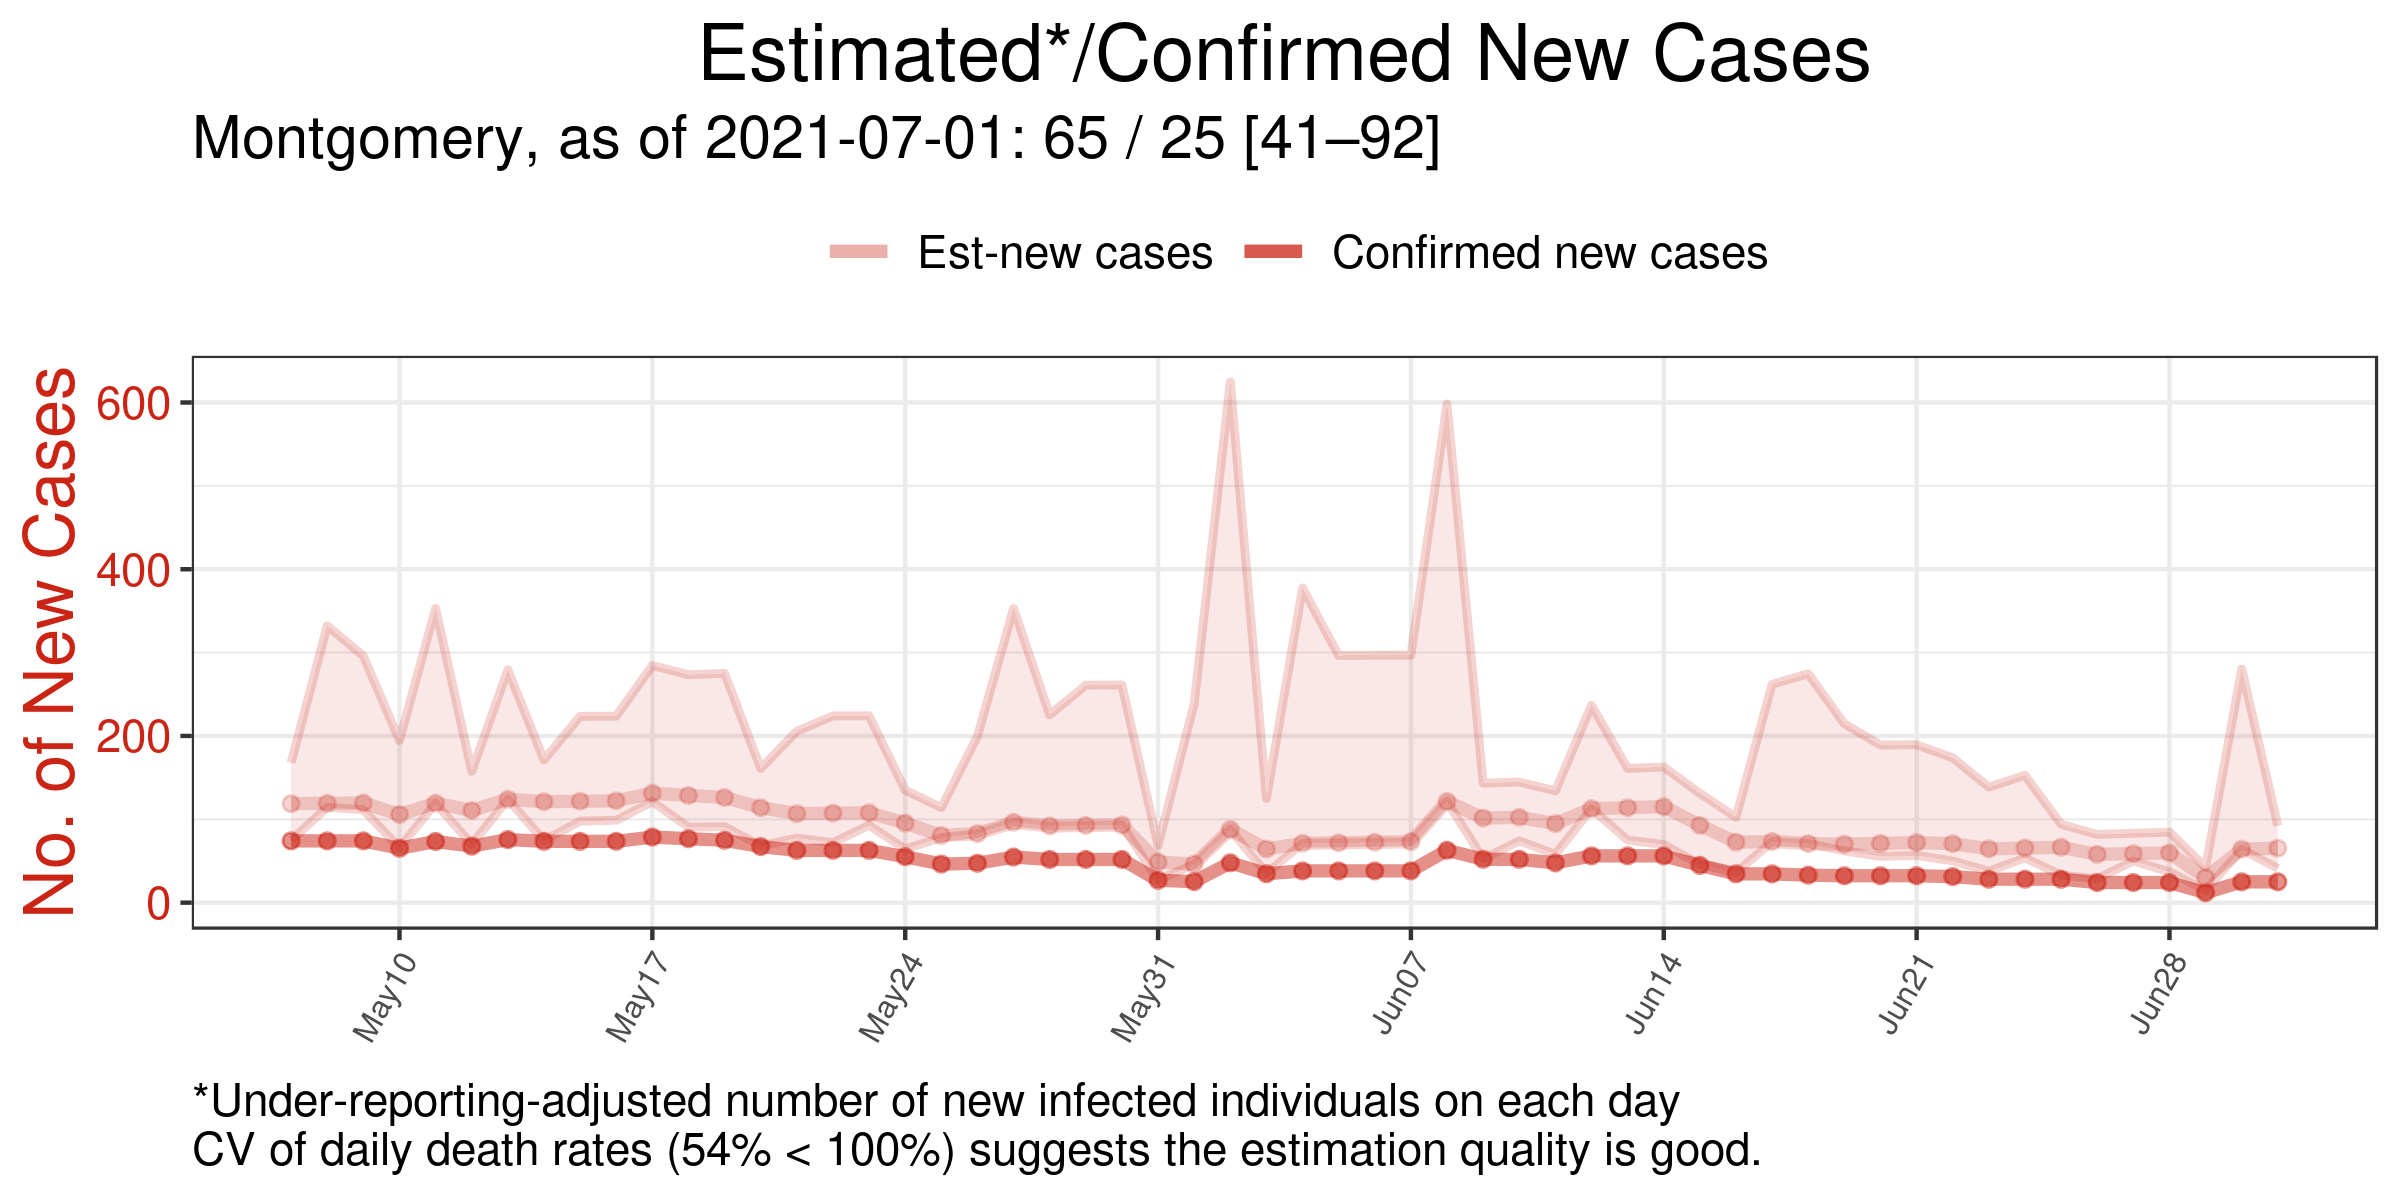 Estimated*/Confirmed New Cases
Montgomery, as of 2021-07-01: 65 / 25 [41–92]
Est-new cases Confirmed new cases
No. of New Cases
600
400
200
0
May10 May17 May24 May31 Jun07 Jun14 Jun21 Jun28
*Under-reporting-adjusted number of new infected individuals on each day
CV of daily death rates (54% < 100%) suggests the estimation quality is good.